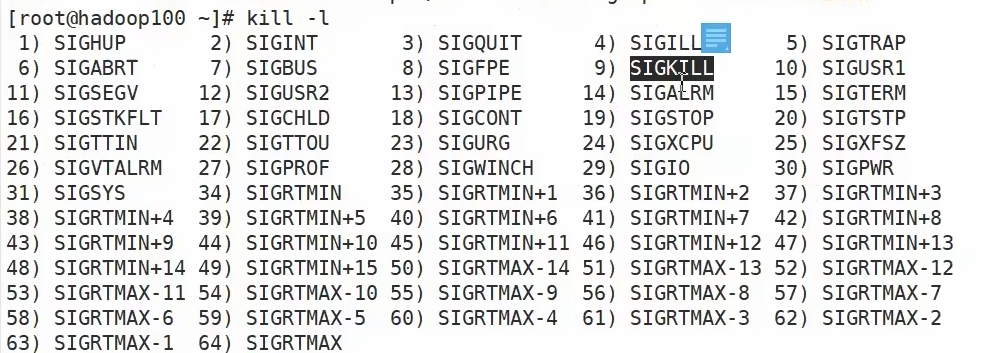 [root@hadoop100 ~]# kill -l
1) SIGHUP 2) SIGINT 3) SIGQUIT 4) SIGILL 5) SIGTRAP
6) SIGABRT 7) SIGBUS 8) SIGFPE 9) SIGKILL 10) SIGUSR1
11) SIGSEGV 12) SIGUSR2 13) SIGPIPE 14) SIGALRM 15) SIGTERM
16) SIGSTKFLT 17) SIGCHLD 18) SIGCONT 19) SIGSTOP 20) SIGTSTP
21) SIGTTIN 22) SIGTTOU 23) SIGURG 24) SIGXCPU 25) SIGXFSZ
26) SIGVTALRM 27) SIGPROF 28) SIGWINCH 29) SIGIO 30) SIGPWR
31) SIGSYS 34) SIGRTMIN 35) SIGRTMIN+1 36) SIGRTMIN+2 37) SIGRTMIN+3
38) SIGRTMIN+4 39) SIGRTMIN+5 40) SIGRTMIN+6 41) SIGRTMIN+7 42) SIGRTMIN+8
43) SIGRTMIN+9 44) SIGRTMIN+10 45) SIGRTMIN+11 46) SIGRTMIN+12 47) SIGRTMIN+13
48) SIGRTMIN+14 49) SIGRTMIN+15 50) SIGRTMAX-14 51) SIGRTMAX-13 52) SIGRTMAX-12
53) SIGRTMAX-11 54) SIGRTMAX-10 55) SIGRTMAX-9 56) SIGRTMAX-8 57) SIGRTMAX-7
58) SIGRTMAX-6 59) SIGRTMAX-5 60) SIGRTMAX-4 61) SIGRTMAX-3 62) SIGRTMAX-2
63) SIGRTMAX-1 64) SIGRTMAX